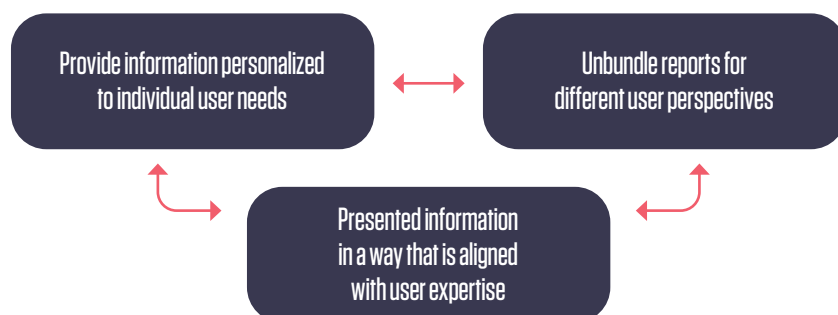 Provide information personalized
to individual user needs
Unbundle reports for
different user perspectives
Presented information
in a way that is aligned
with user expertise